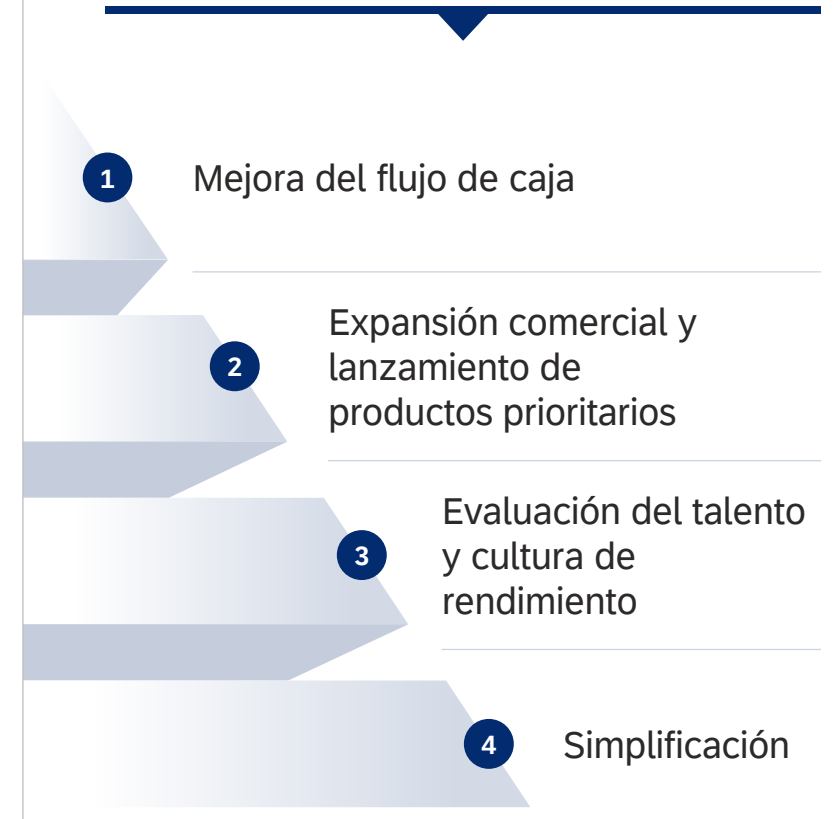 1
Mejora del flujo de caja
2
Expansión comercial y
lanzamiento de
productos prioritarios
3
Evaluación del talento
y cultura de
rendimiento
4
Simplificación